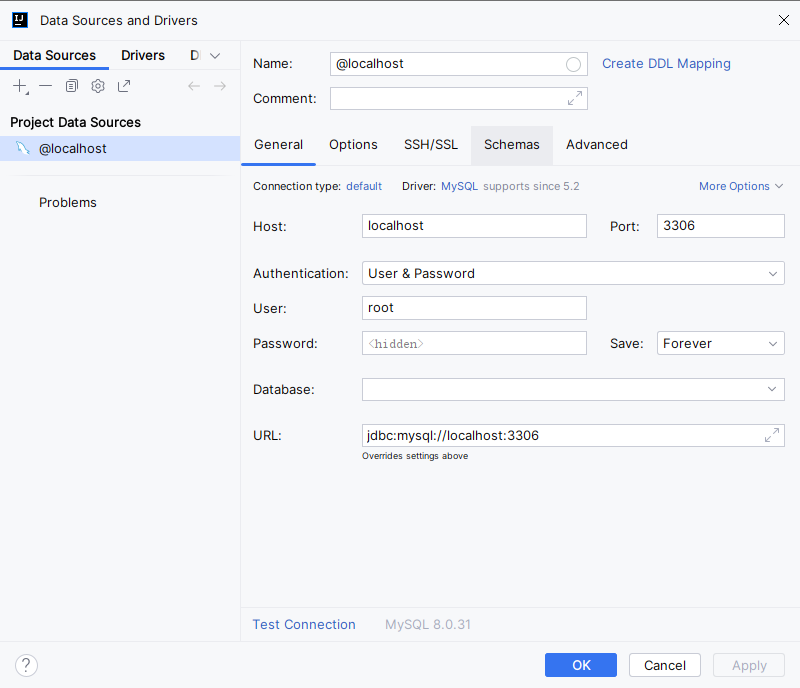 Data Sources and Drivers
Data Sources Drivers D
Project Data Sources
@localhost
Problems
Name: @localhost Create DDL Mapping
Comment:
General Options SSH/SSL Schemas Advanced
Connection type: default Driver: MySQL supports since 5.2 More Options
Host: localhost Port: 3306
Authentication: User & Password
User: root
Password: <hidden> Save: Forever
Database:
URL: jdbc:mysql://localhost:3306
Overrides settings above
Test Connection MySQL 8.0.31
? OK Cancel Apply